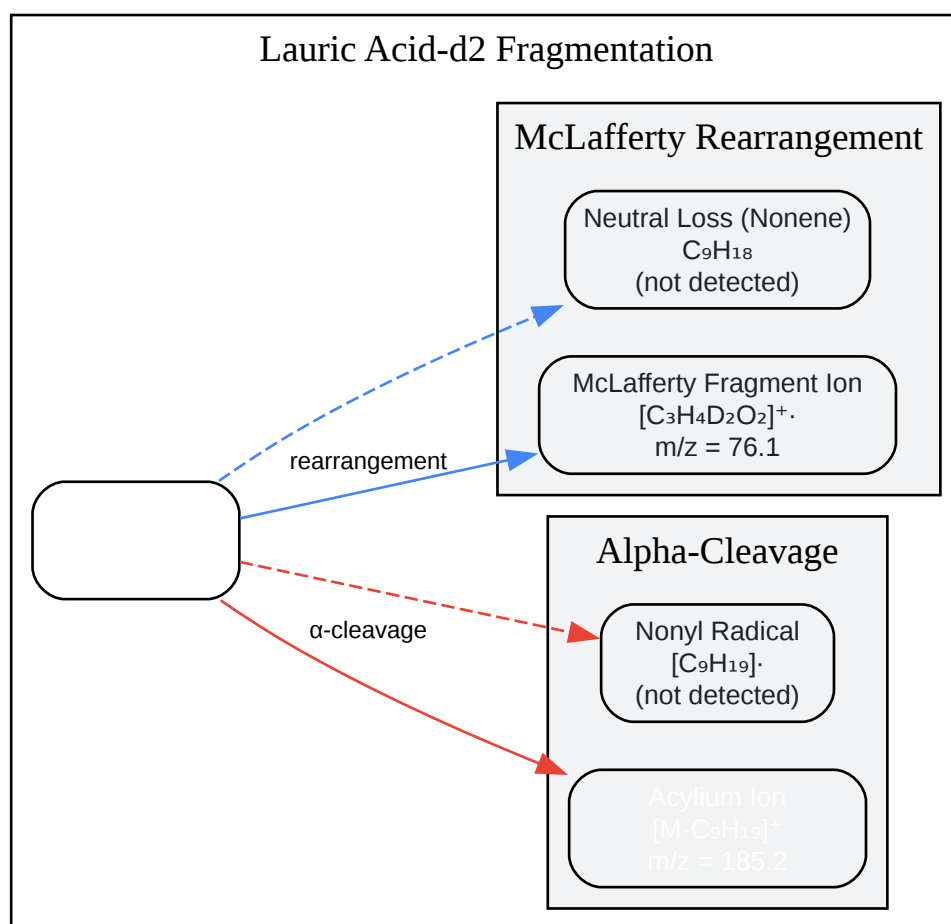 Lauric Acid-d2 Fragmentation
McLafferty Rearrangement
Neutral Loss (Nonene)
C₉H₁₈
(not detected)
McLafferty Fragment Ion
[C₃H₄D₂O₂]⁺·
m/z = 76.1
rearrangement
Alpha-Cleavage
α-cleavage
Nonyl Radical
[C₉H₁₉]·
(not detected)
Acylium Ion
[M-C₉H₁₉]⁺
m/z = 185.2